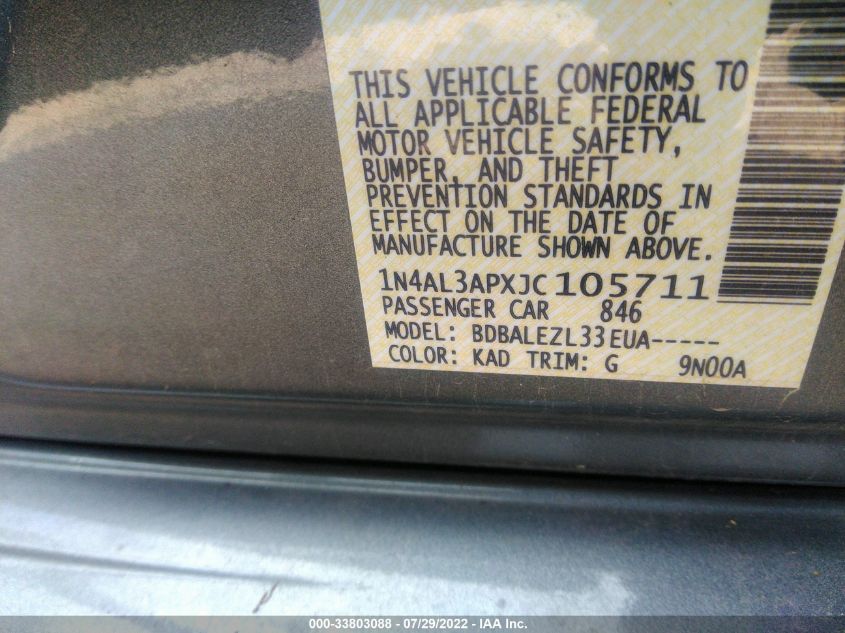 THIS VEHICLE CONFORMS TO
ALL APPLICABLE FEDERAL
MOTOR VEHICLE SAFETY,
BUMPER, AND THEFT
PREVENTION STANDARDS IN
EFFECT ON THE DATE OF
MANUFACTURE SHOWN ABOVE.
1N4AL3APXJC105711
PASSENGER CAR 846
MODEL: BDBALEZL33EUA-----
COLOR: KAD TRIM: G 9N00A
000-33803088 - 07/29/2022 - IAA Inc.